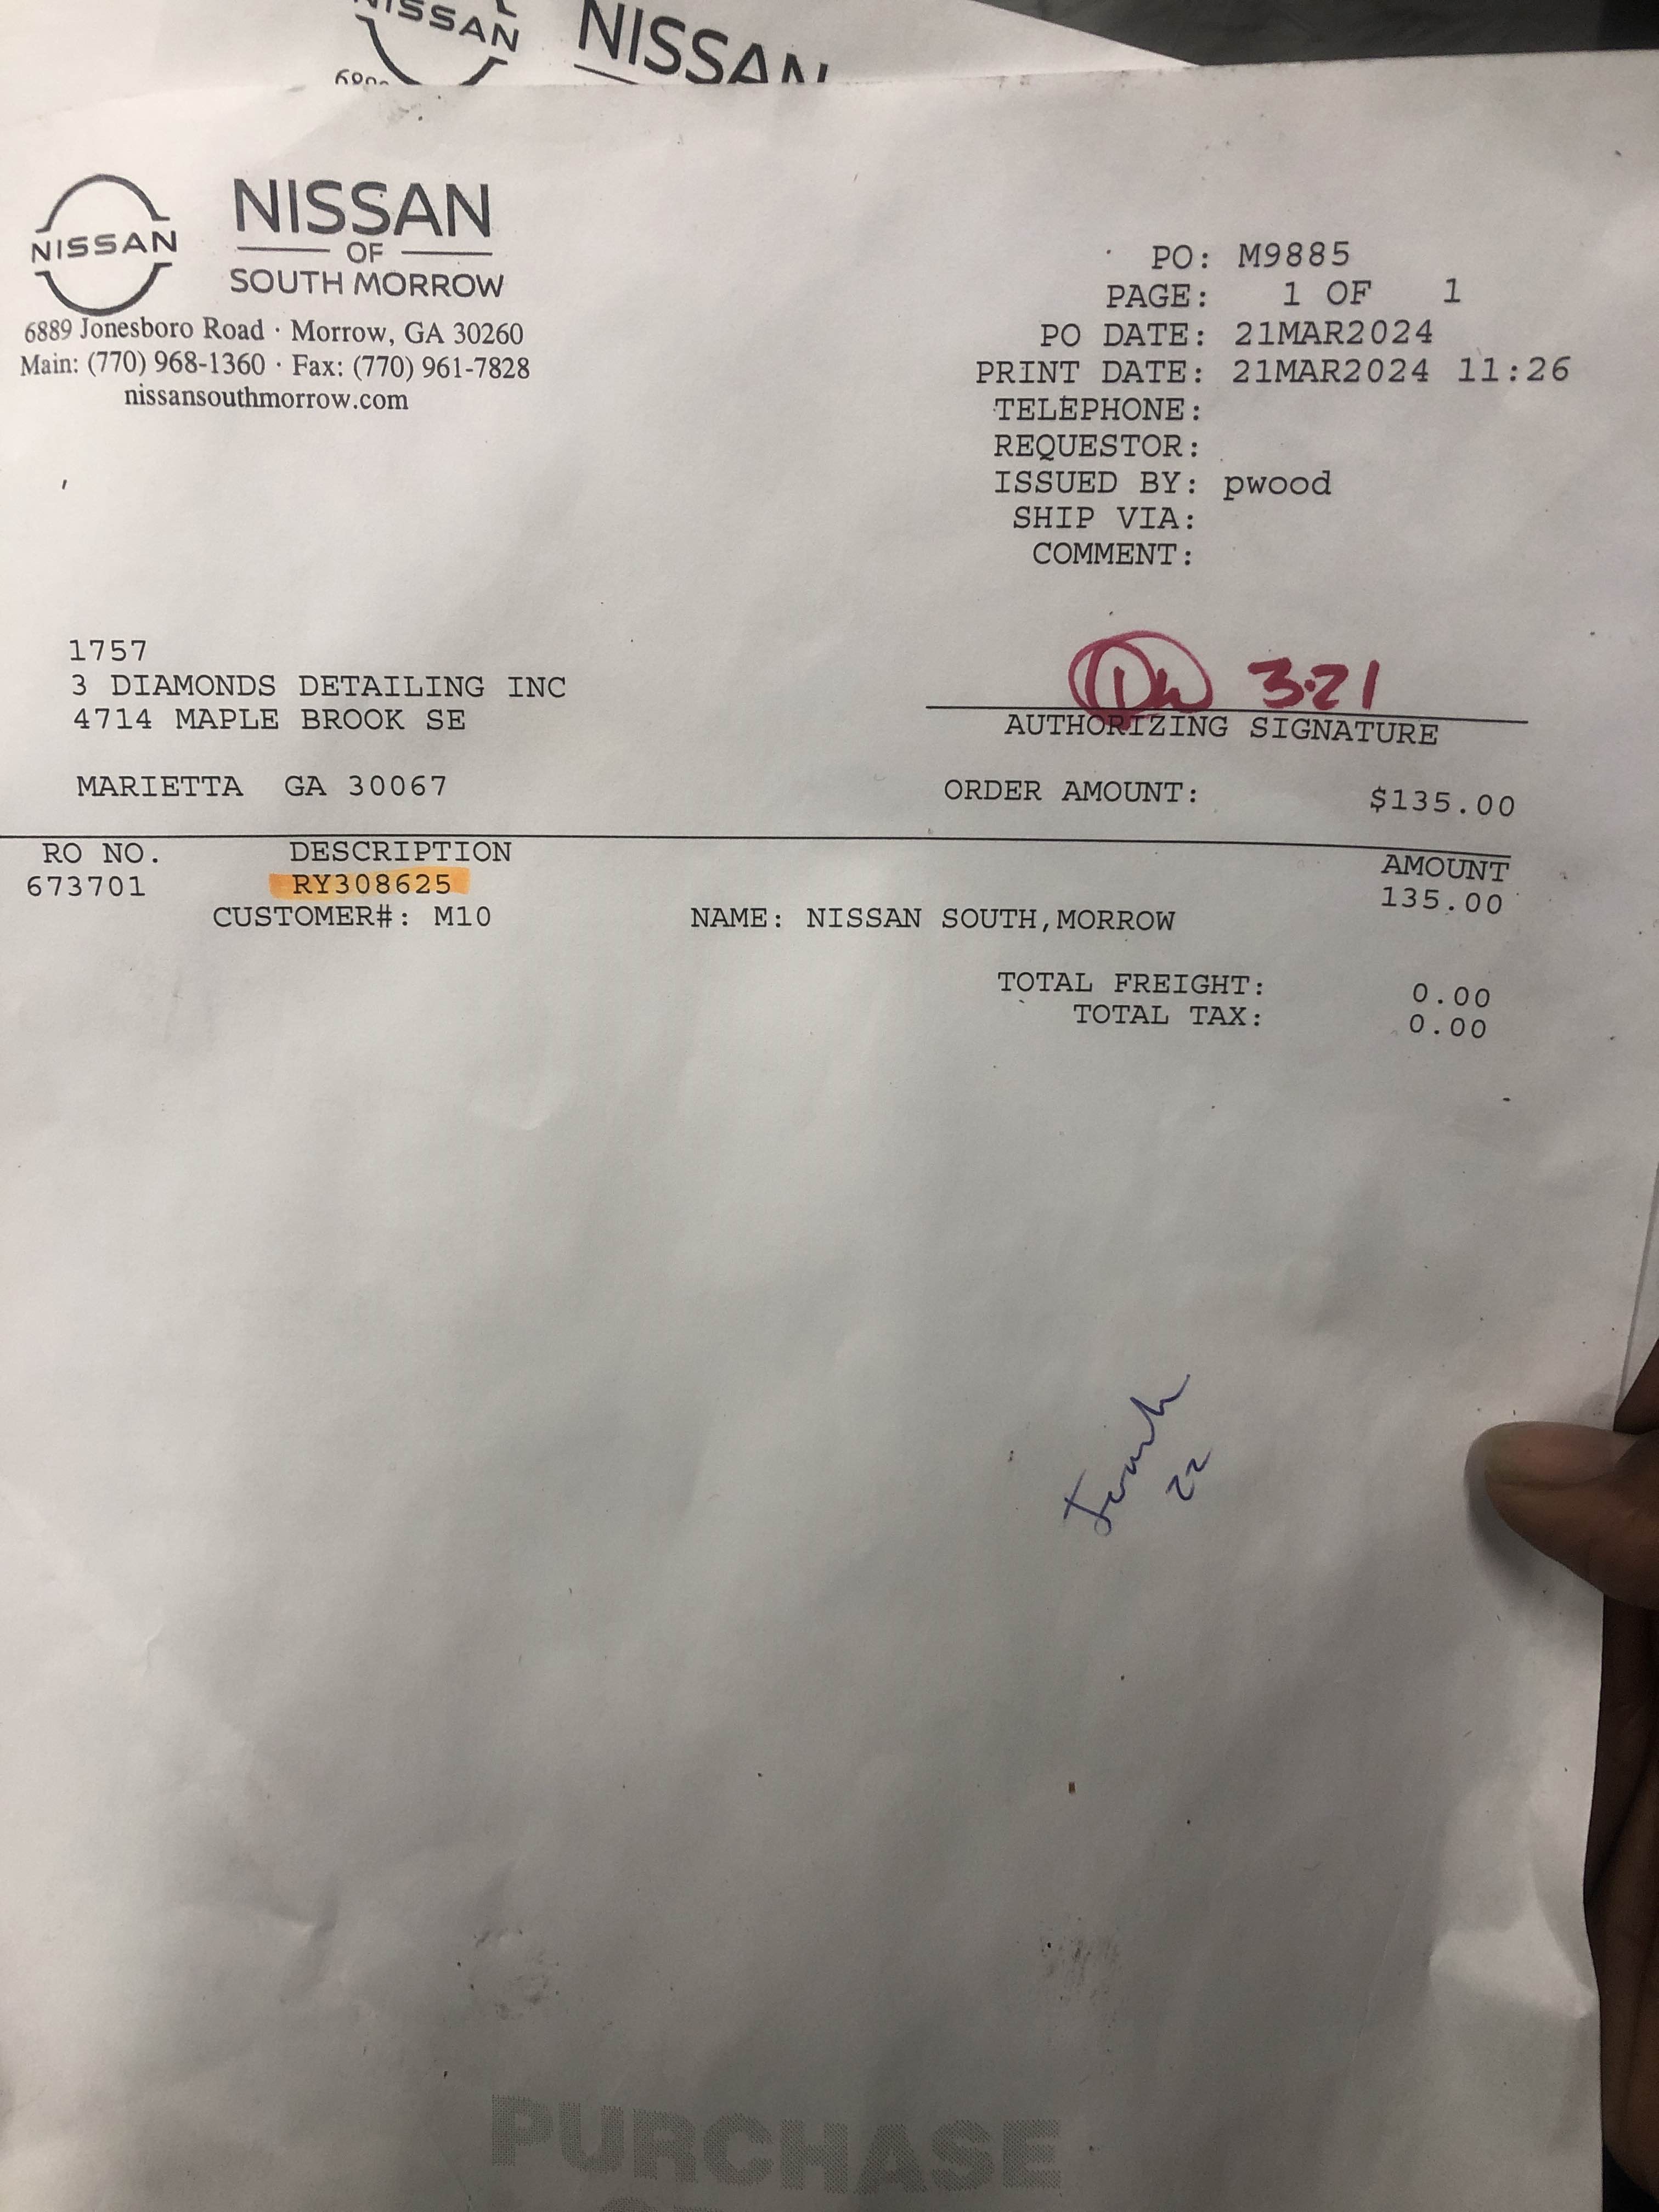 NISSAN
NISSAN
NISSAN
NISSAN
OF
SOUTH MORROW
6889 Jonesboro Road · Morrow, GA 30260
Main: (770) 968-1360 · Fax: (770) 961-7828
nissansouthmorrow.com
PO: M9885
PAGE: 1 OF 1
PO DATE: 21MAR2024
PRINT DATE: 21MAR2024 11:26
TELEPHONE:
REQUESTOR:
ISSUED BY: pwood
SHIP VIA:
COMMENT:
1757
3 DIAMONDS DETAILING INC
4714 MAPLE BROOK SE
MARIETTA GA 30067
3·21
AUTHORIZING SIGNATURE
ORDER AMOUNT: $135.00
RO NO. DESCRIPTION AMOUNT
673701 RY308625 135.00
CUSTOMER#: M10 NAME: NISSAN SOUTH,MORROW
TOTAL FREIGHT: 0.00
TOTAL TAX: 0.00
22
PURCHASE